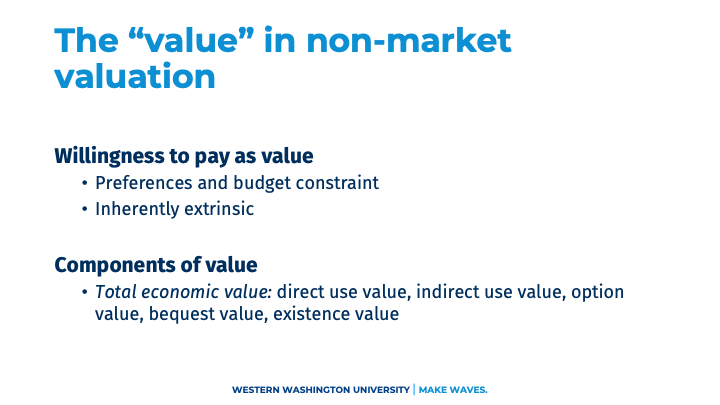 The “value” in non-market
valuation
Willingness to pay as value
• Preferences and budget constraint
• Inherently extrinsic
Components of value
• Total economic value: direct use value, indirect use value, option
value, bequest value, existence value
WESTERN WASHINGTON UNIVERSITY | MAKE WAVES.